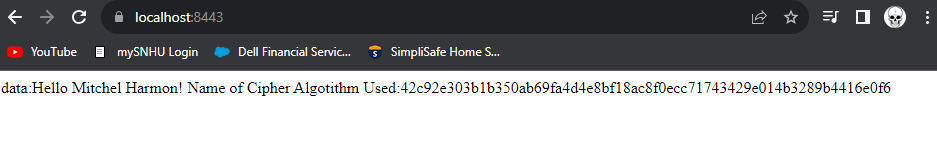 localhost:8443
YouTube mySNHU Login Dell Financial Servic... SimpliSafe Home S...
data:Hello Mitchel Harmon! Name of Cipher Algotithm Used:42c92e303b1b350ab69fa4d4e8bf18ac8f0ecc71743429e014b3289b4416e0f6